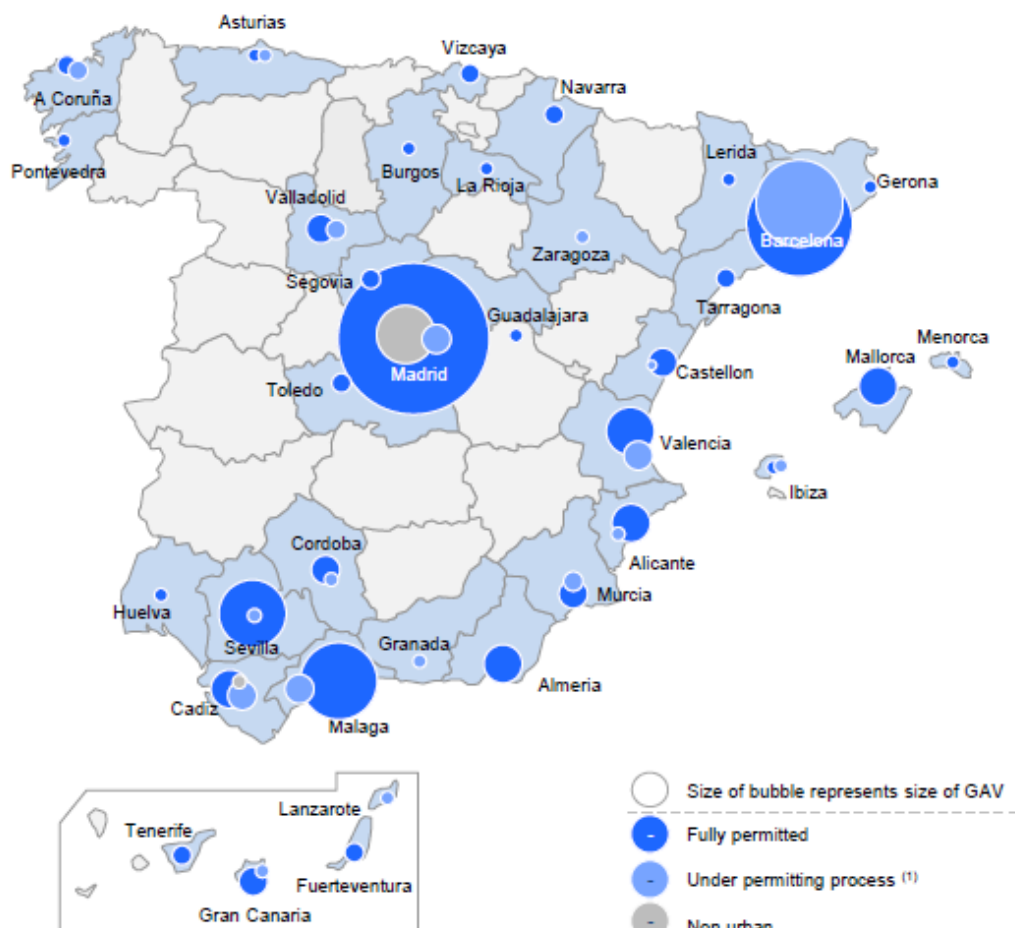 Asturias
Vizcaya
A Coruña
Navarra
Pontevedra
Burgos
La Rioja
Lerida
Gerona
Valladolid
Barcelona
Zaragoza
Segovia
Tarragona
Guadalajara
Menorca
Mallorca
Madrid
Castellon
Toledo
Valencia
Ibiza
Cordoba
Alicante
Huelva
Murcia
Sevilla
Granada
Almeria
Cadiz
Malaga
Lanzarote
Tenerife
Fuerteventura
Gran Canaria
Size of bubble represents size of GAV
- Fully permitted
- Under permitting process (1)
- Non urban